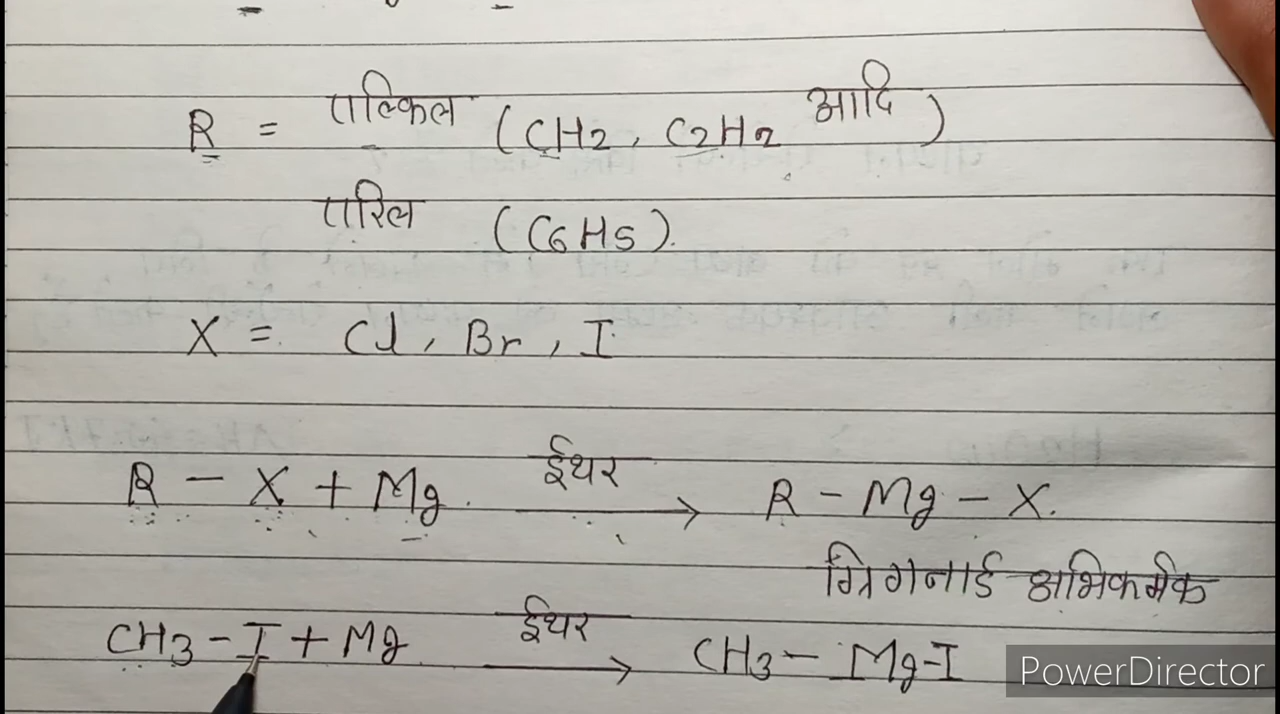 R = एल्किल (CH2, C2H2 आदि)
एरिल (C6H5).
X = Cl, Br, I
R - X + Mg ईथर → R - Mg - X.
ग्रिगनार्ड अभिकर्मक
CH3 - I + Mg ईथर → CH3 - Mg-I
PowerDirector